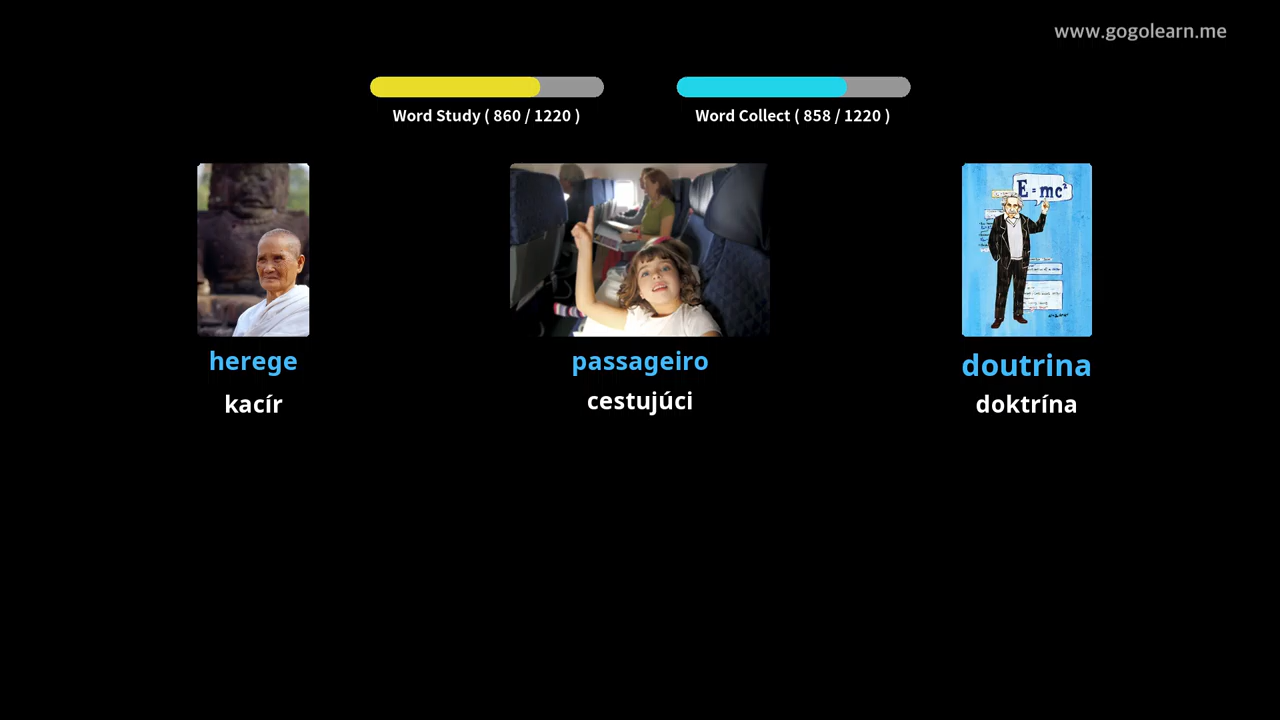 www.gogolearn.me
Word Study ( 860 / 1220 )
Word Collect ( 858 / 1220 )
E=mc²
herege
passageiro
doutrina
kacír
cestujúci
doktrína